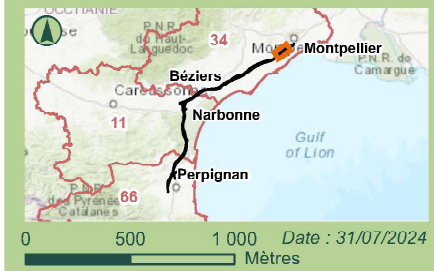 OCCITANIE
P.N.R.
du Haut-
Languedoc
34
Montpellier
P.N.R. de
Camargue
Béziers
Carcassonne
Narbonne
11
Gulf
of Lion
Perpignan
66
P.N.R.
des Pyrénées
Catalanes
0 500 1 000 Date : 31/07/2024
Mètres